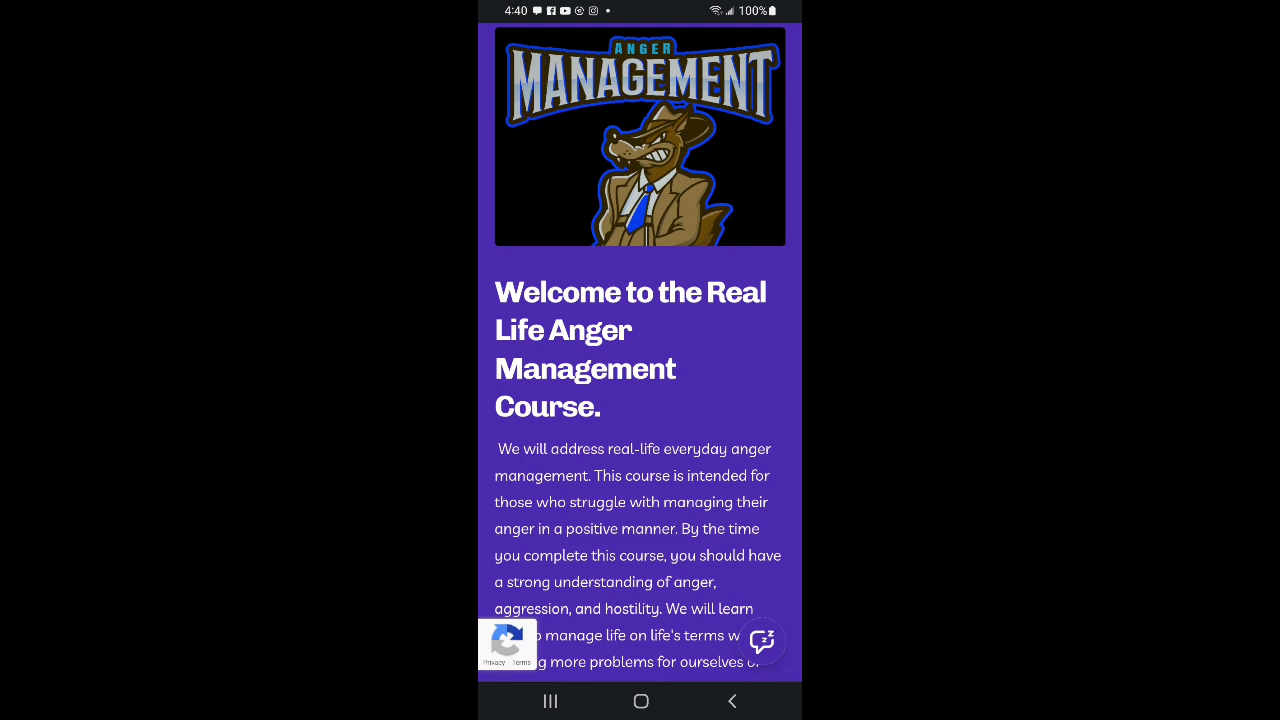 4:40
100%
ANGER
MANAGEMENT
Welcome to the Real
Life Anger
Management
Course.
We will address real-life everyday anger
management. This course is intended for
those who struggle with managing their
anger in a positive manner. By the time
you complete this course, you should have
a strong understanding of anger,
aggression, and hostility. We will learn
manage life on life's terms
more problems for ourselves
Privacy Terms